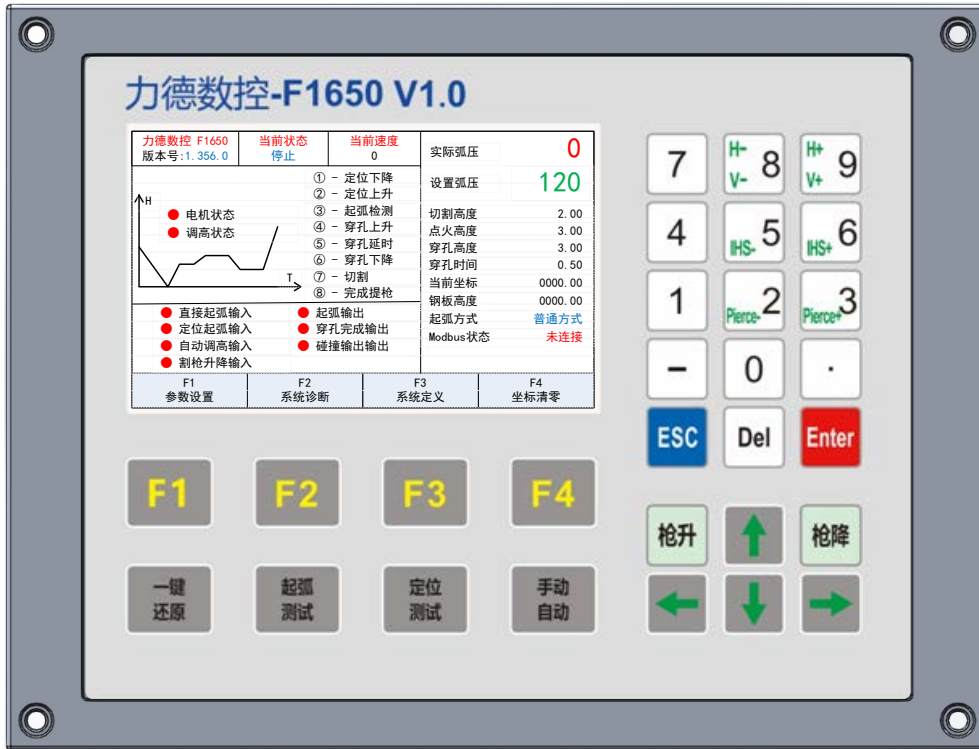 力德数控-F1650 V1.0
力德数控 F1650
版本号:1.356.0
当前状态
停止
当前速度
0
实际弧压 0
设置弧压 120
H
电机状态
调高状态
T
① - 定位下降
② - 定位上升
③ - 起弧检测
④ - 穿孔上升
⑤ - 穿孔延时
⑥ - 穿孔下降
⑦ - 切割
⑧ - 完成提枪
切割高度 2.00
点火高度 3.00
穿孔高度 3.00
穿孔时间 0.50
当前坐标 0000.00
钢板高度 0000.00
起弧方式 普通方式
Modbus状态 未连接
直接起弧输入 起弧输出
定位起弧输入 穿孔完成输出
自动调高输入 碰撞输出输出
割枪升降输入
F1 F2 F3 F4
参数设置 系统诊断 系统定义 坐标清零
7 H- V- 8 H+ V+ 9
4 IHS- 5 IHS+ 6
1 Pierce- 2 Pierce+ 3
- 0 .
ESC Del Enter
F1 F2 F3 F4
枪升 枪降
一键
还原
起弧
测试
定位
测试
手动
自动